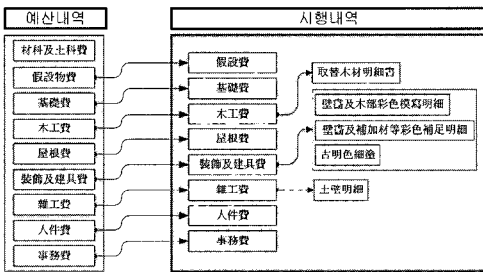 예산내역
시행내역
材料及土科費
假設物費
基礎費
木工費
屋根費
裝飾及建具費
雜工費
人件費
事務費
假設費
基礎費
木工費
屋根費
裝飾及建具費
雜工費
人件費
事務費
取替木材明細書
壁畵及木部彩色模寫明細
壁畵及補加材等彩色補足明細
古明色細塗
土壁明細